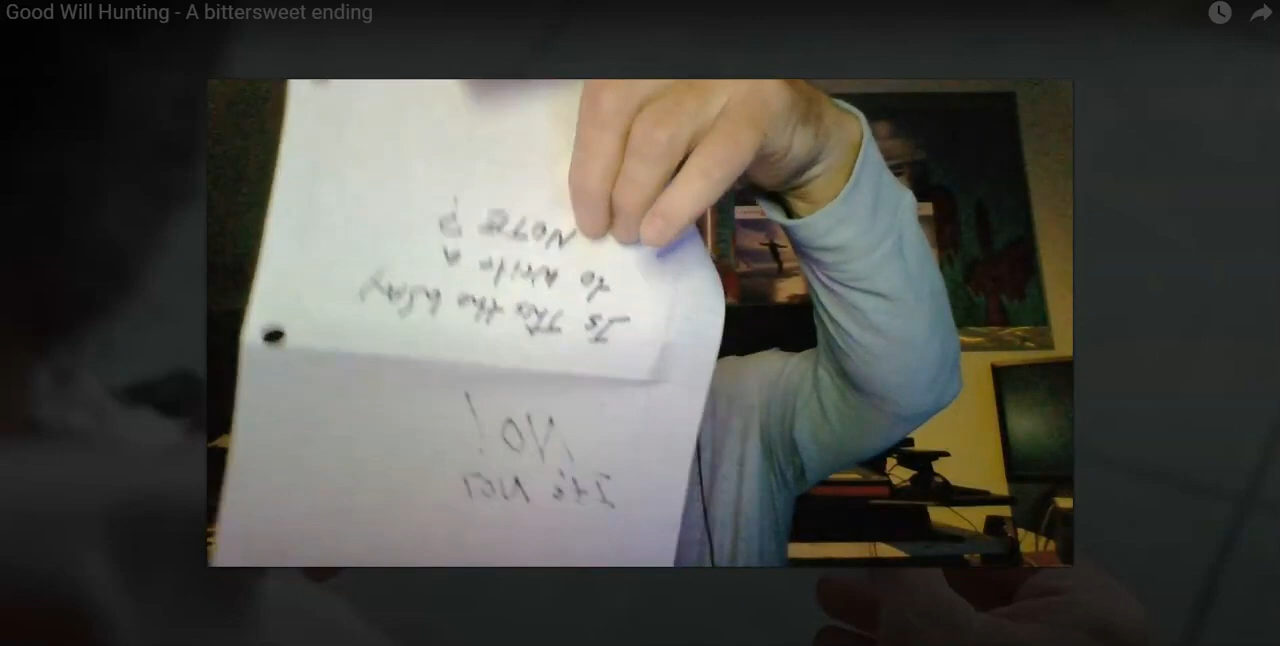 Good Will Hunting - A bittersweet ending
Is This the way
to write a
NOTE ?
NO!
It's not